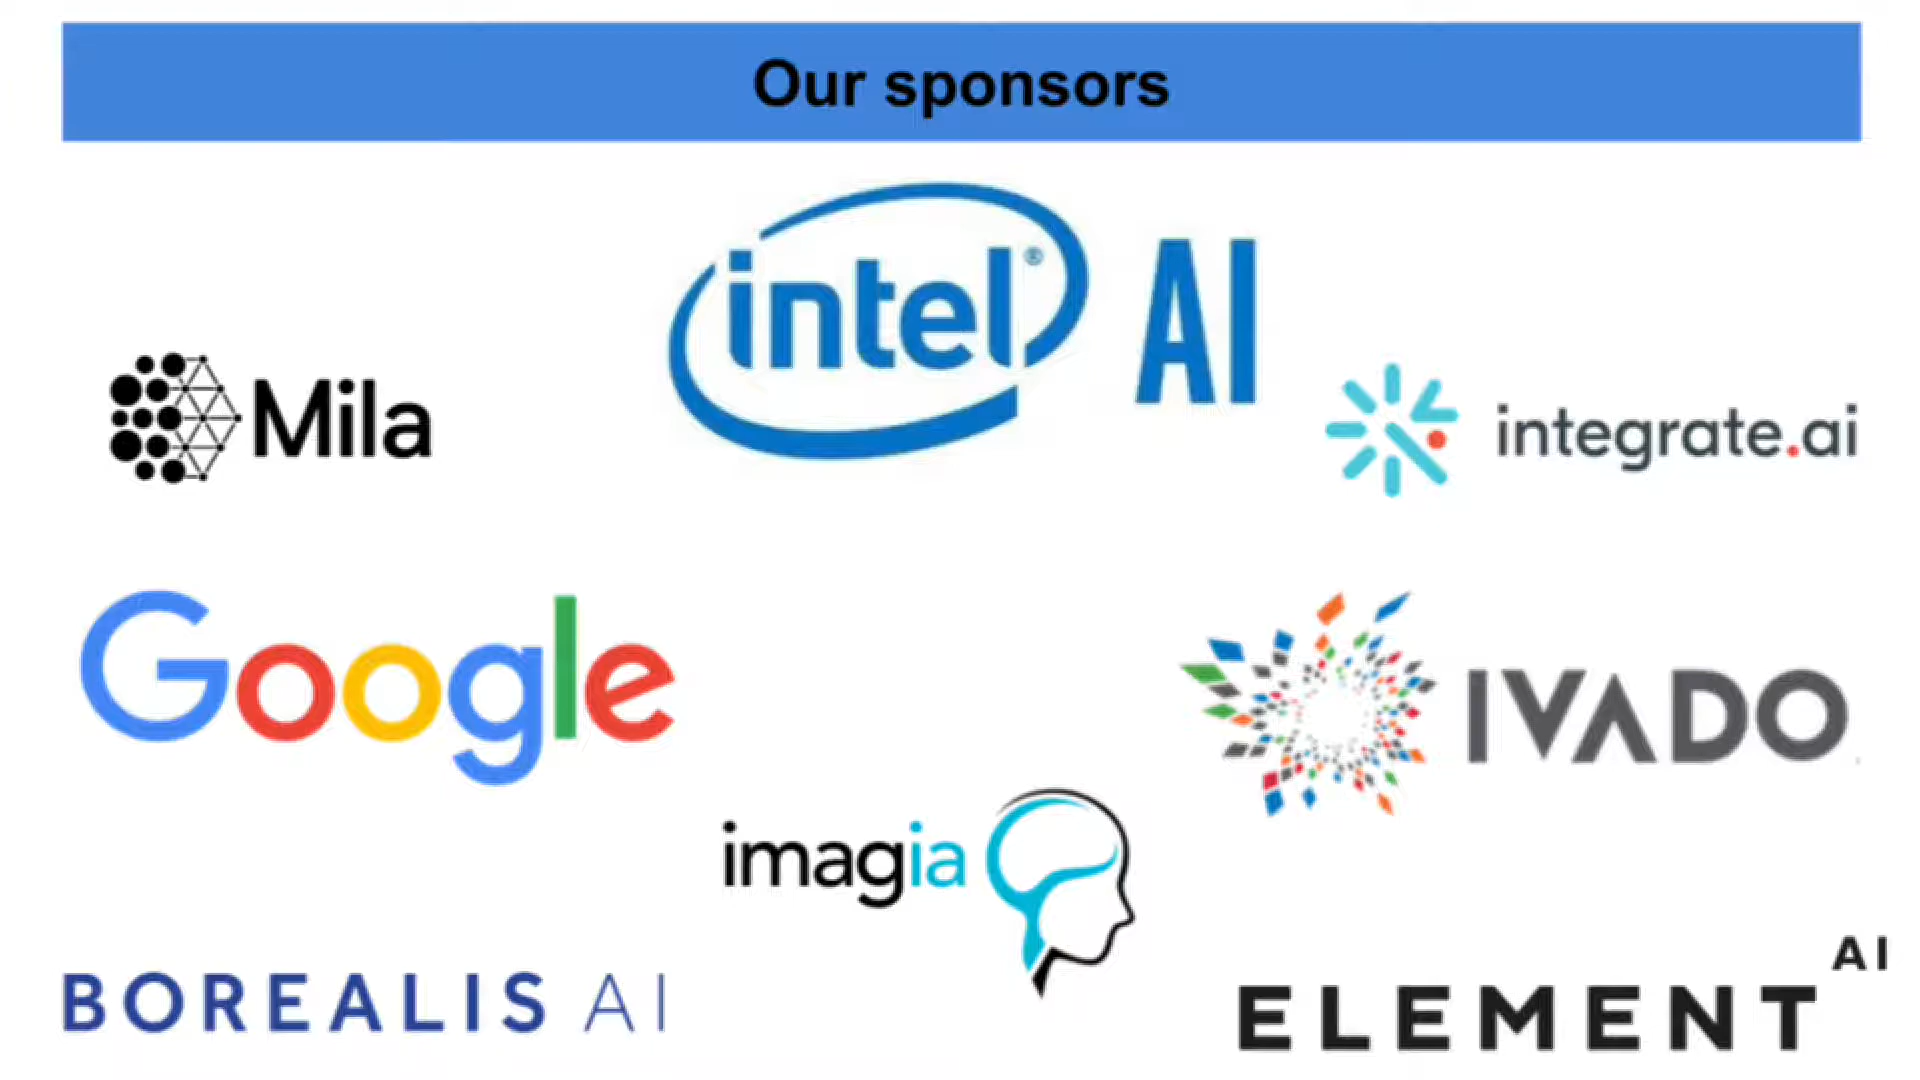 Our sponsors
intel® AI
Mila
integrate.ai
Google
IVADO
imagia
BOREALIS AI
ELEMENT AI